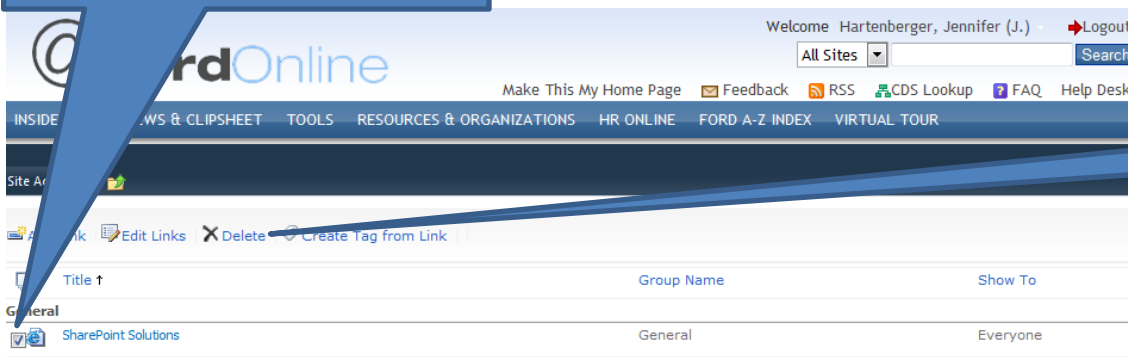 Welcome Hartenberger, Jennifer (J.) Logout
@ rdOnline
All Sites Search
Make This My Home Page Feedback RSS CDS Lookup FAQ Help Desk
INSIDE WS & CLIPSHEET TOOLS RESOURCES & ORGANIZATIONS HR ONLINE FORD A-Z INDEX VIRTUAL TOUR
Site Ac
A nk Edit Links Delete Create Tag from Link
Title ↑ Group Name Show To
General
SharePoint Solutions General Everyone